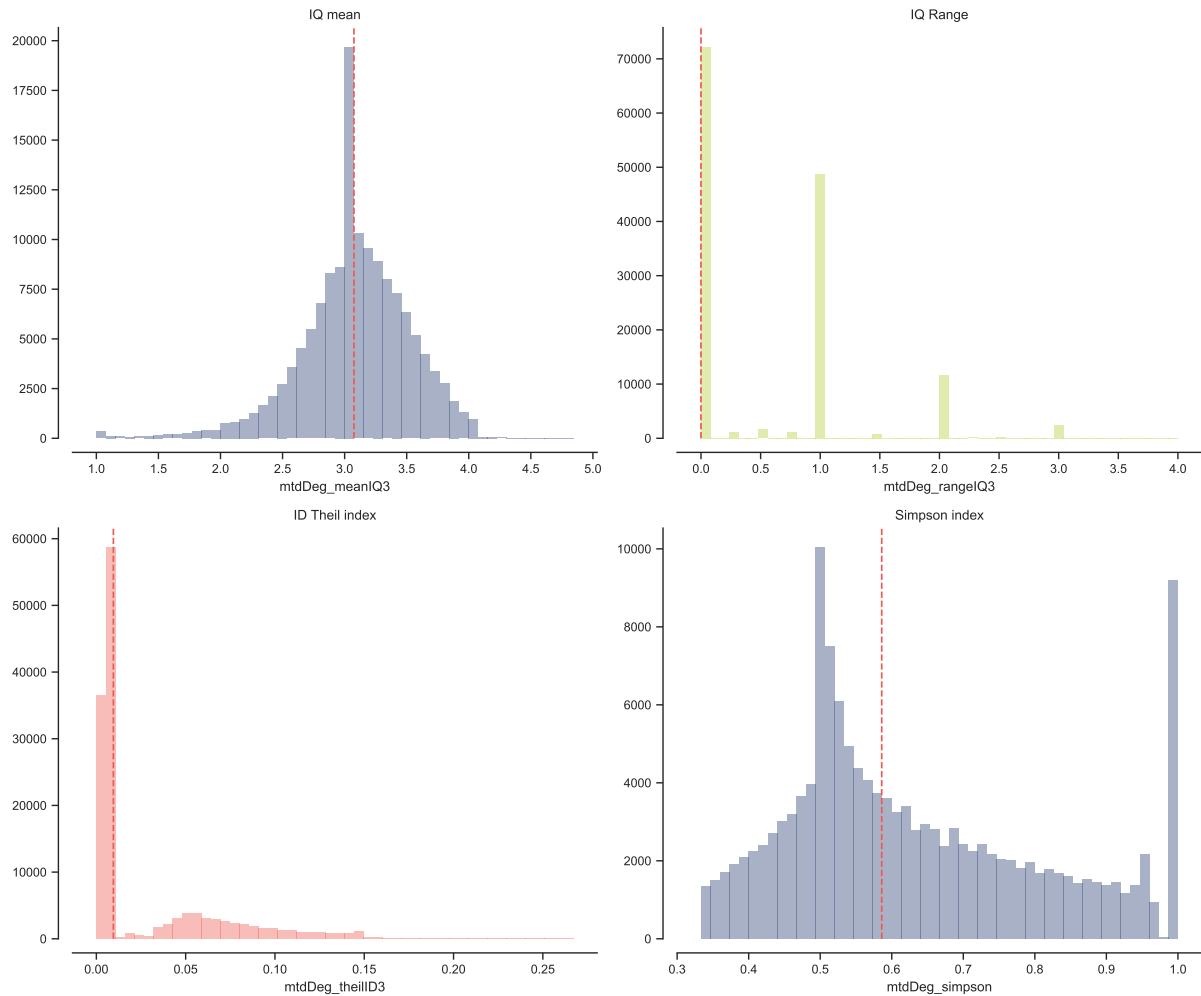 IQ mean
20000
17500
15000
12500
10000
7500
5000
2500
0
1.0 1.5 2.0 2.5 3.0 3.5 4.0 4.5 5.0
mtdDeg_meanIQ3
IQ Range
70000
60000
50000
40000
30000
20000
10000
0
0.0 0.5 1.0 1.5 2.0 2.5 3.0 3.5 4.0
mtdDeg_rangeIQ3
ID Theil index
60000
50000
40000
30000
20000
10000
0
0.00 0.05 0.10 0.15 0.20 0.25
mtdDeg_theilID3
Simpson index
10000
8000
6000
4000
2000
0
0.3 0.4 0.5 0.6 0.7 0.8 0.9 1.0
mtdDeg_simpson